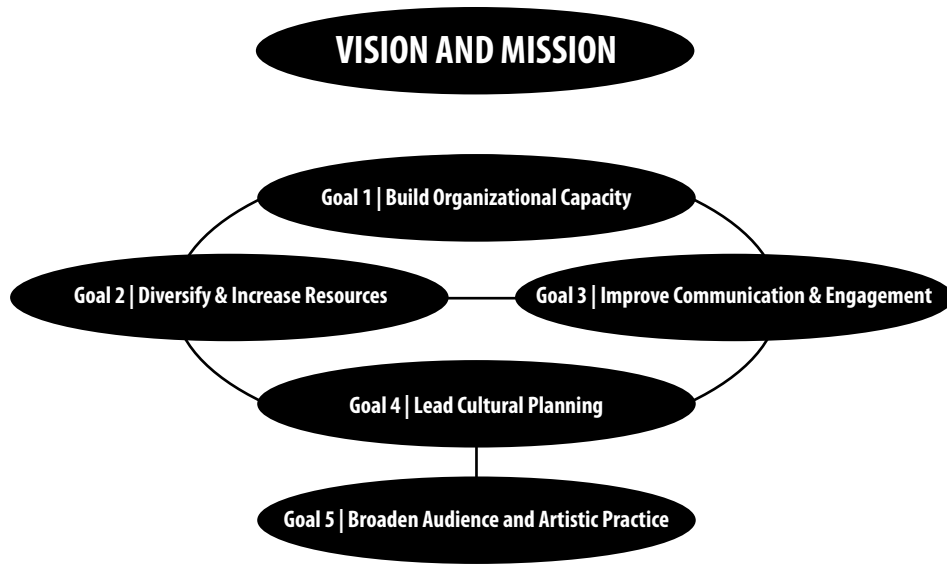 VISION AND MISSION
Goal 1 | Build Organizational Capacity
Goal 2 | Diversify & Increase Resources
Goal 3 | Improve Communication & Engagement
Goal 4 | Lead Cultural Planning
Goal 5 | Broaden Audience and Artistic Practice